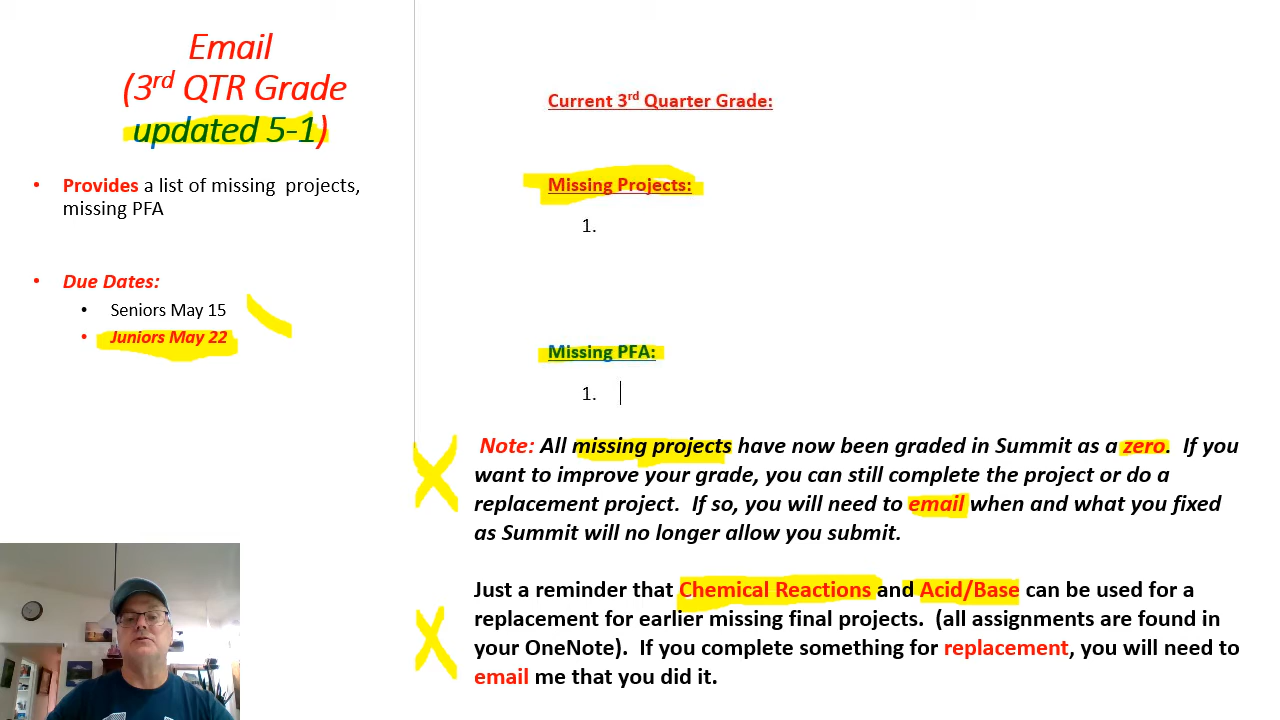 Email
(3rd QTR Grade
updated 5-1)
• Provides a list of missing projects,
missing PFA
• Due Dates:
• Seniors May 15
• Juniors May 22
Current 3rd Quarter Grade:
Missing Projects:
1.
Missing PFA:
1.
Note: All missing projects have now been graded in Summit as a zero. If you
want to improve your grade, you can still complete the project or do a
replacement project. If so, you will need to email when and what you fixed
as Summit will no longer allow you submit.
Just a reminder that Chemical Reactions and Acid/Base can be used for a
replacement for earlier missing final projects. (all assignments are found in
your OneNote). If you complete something for replacement, you will need to
email me that you did it.